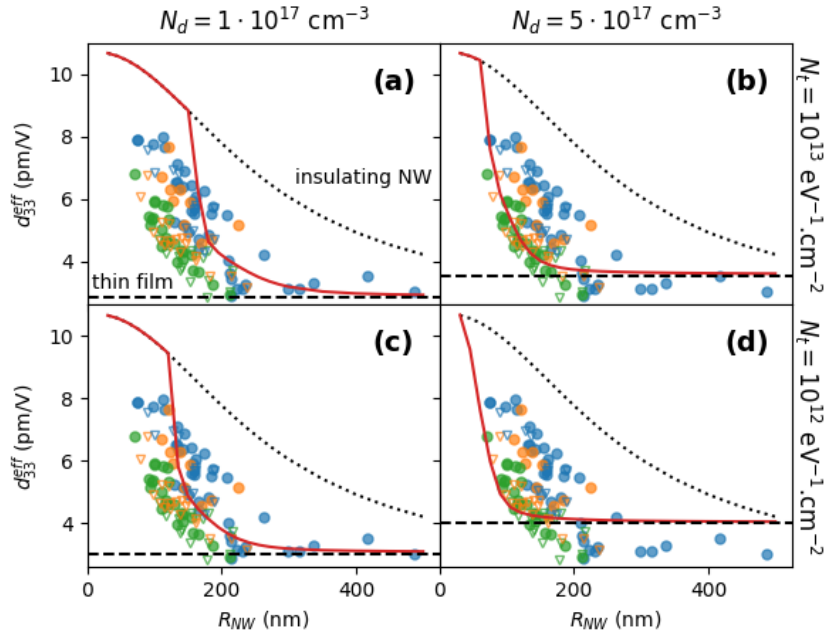 N_d = 1 · 10^17 cm^−3
N_d = 5 · 10^17 cm^−3
10
8
6
4
d_33^eff (pm/V)
(a)
insulating NW
thin film
(b)
N_t = 10^13 eV^−1.cm^−2
10
8
6
4
d_33^eff (pm/V)
(c)
(d)
N_t = 10^12 eV^−1.cm^−2
0
200
400
R_NW (nm)
0
200
400
R_NW (nm)